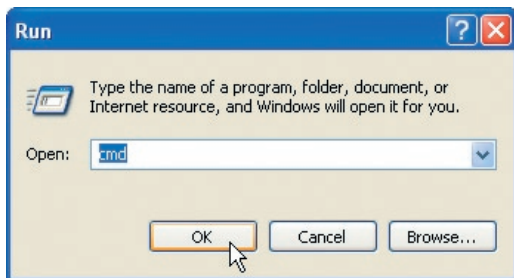 Run
Type the name of a program, folder, document, or
Internet resource, and Windows will open it for you.
Open: cmd
OK Cancel Browse...